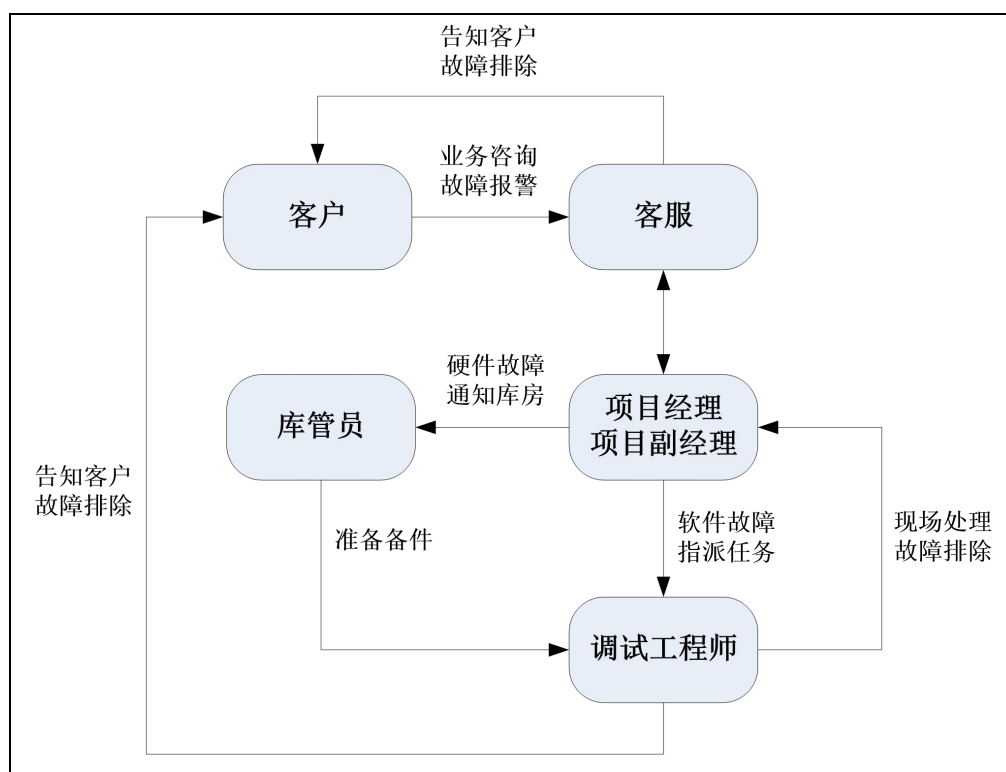 告知客户
故障排除
业务咨询
故障报警
客户
客服
硬件故障
通知库房
项目经理
项目副经理
库管员
告知客户
故障排除
准备备件
软件故障
指派任务
现场处理
故障排除
调试工程师